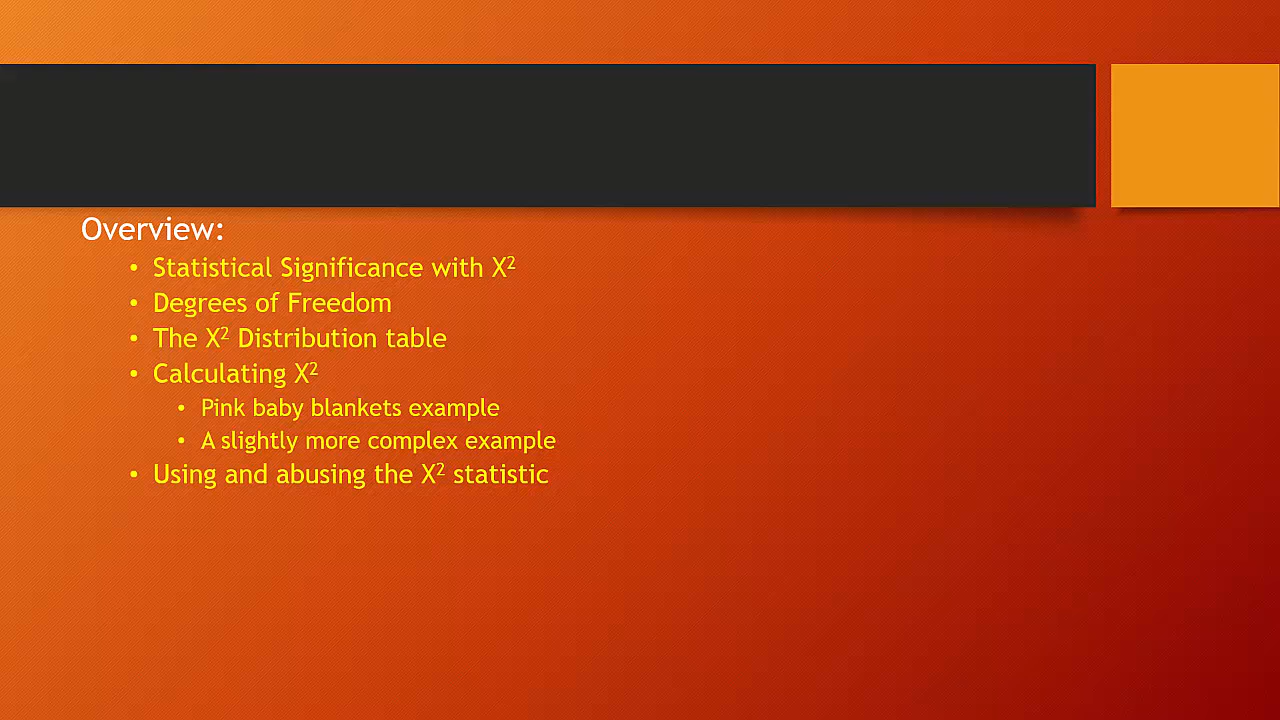 Overview:
• Statistical Significance with X²
• Degrees of Freedom
• The X² Distribution table
• Calculating X²
• Pink baby blankets example
• A slightly more complex example
• Using and abusing the X² statistic